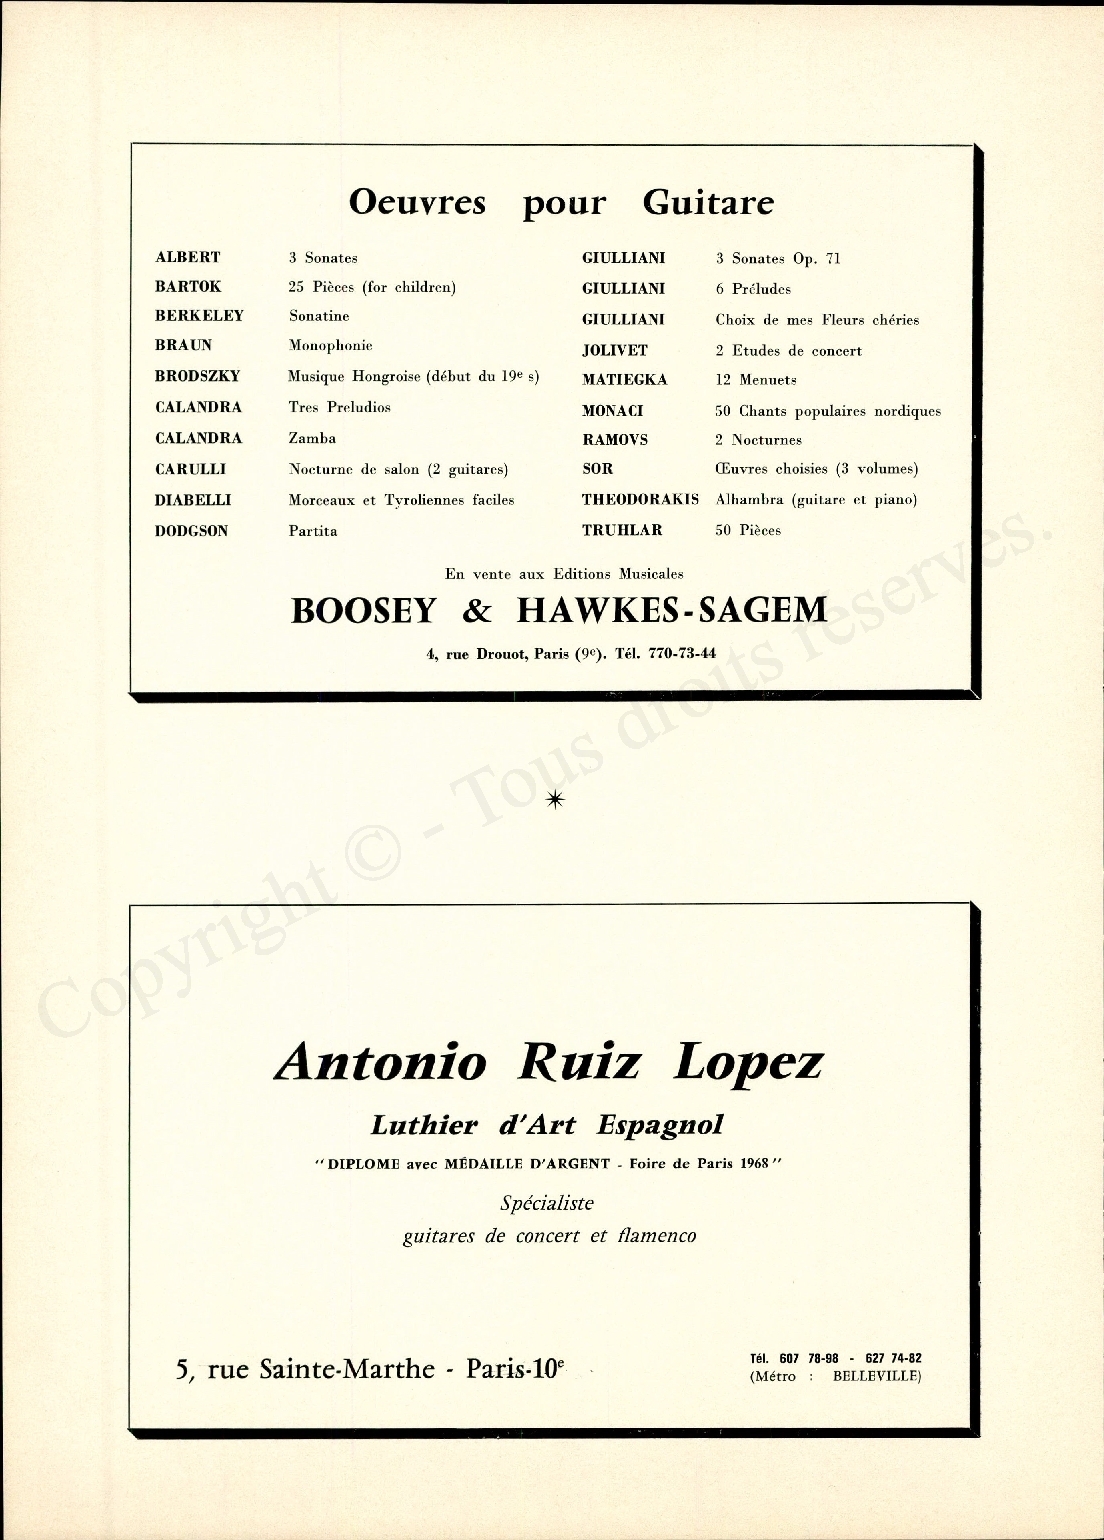 Oeuvres pour Guitare
ALBERT 3 Sonates
BARTOK 25 Pièces (for children)
BERKELEY Sonatine
BRAUN Monophonie
BRODSZKY Musique Hongroise (début du 19e s)
CALANDRA Tres Preludios
CALANDRA Zamba
CARULLI Nocturne de salon (2 guitares)
DIABELLI Morceaux et Tyroliennes faciles
DODGSON Partita
GIULLIANI 3 Sonates Op. 71
GIULLIANI 6 Préludes
GIULLIANI Choix de mes Fleurs chéries
JOLIVET 2 Etudes de concert
MATIEGKA 12 Menuets
MONACI 50 Chants populaires nordiques
RAMOVS 2 Nocturnes
SOR Œuvres choisies (3 volumes)
THEODORAKIS Alhambra (guitare et piano)
TRUHLAR 50 Pièces
En vente aux Editions Musicales
BOOSEY & HAWKES-SAGEM
4, rue Drouot, Paris (9e). Tél. 770-73-44
Copyright © - Tous droits réservés.
Antonio Ruiz Lopez
Luthier d'Art Espagnol
"DIPLOME avec MÉDAILLE D'ARGENT - Foire de Paris 1968"
Spécialiste
guitares de concert et flamenco
5, rue Sainte-Marthe - Paris-10e
Tél. 607 78-98 - 627 74-82
(Métro : BELLEVILLE)